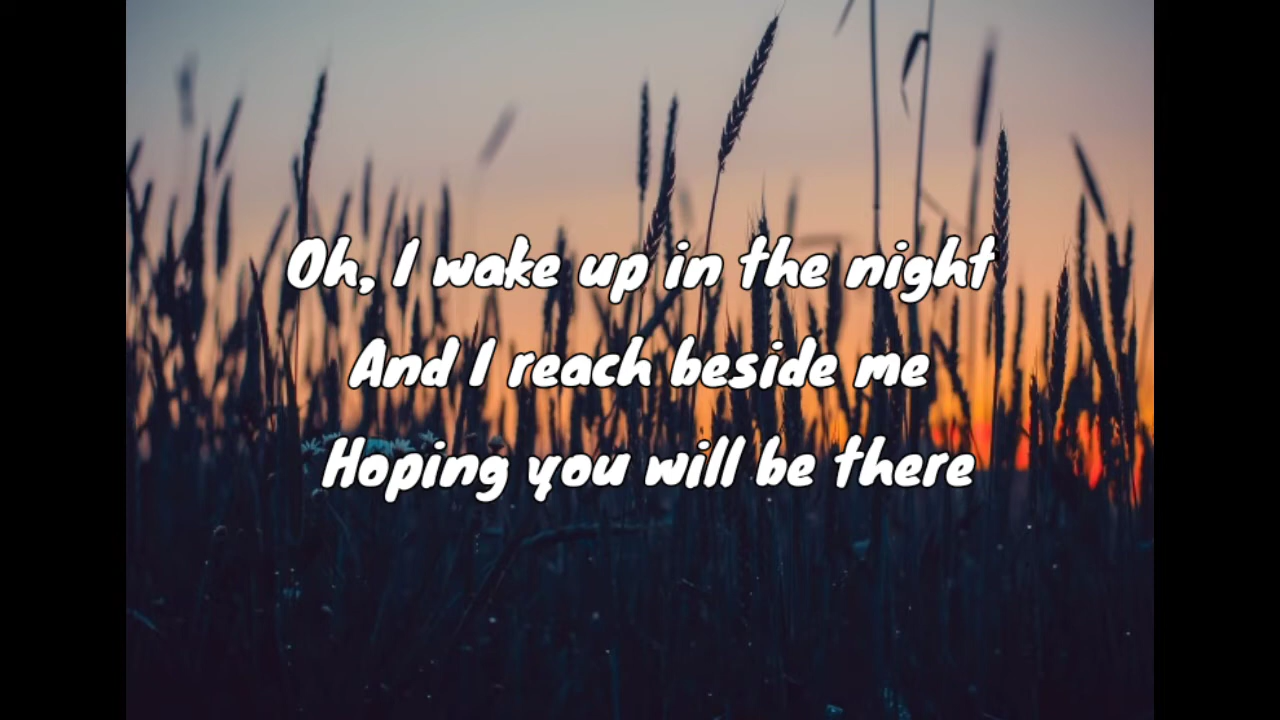 Oh, I wake up in the night
And I reach beside me
Hoping you will be there